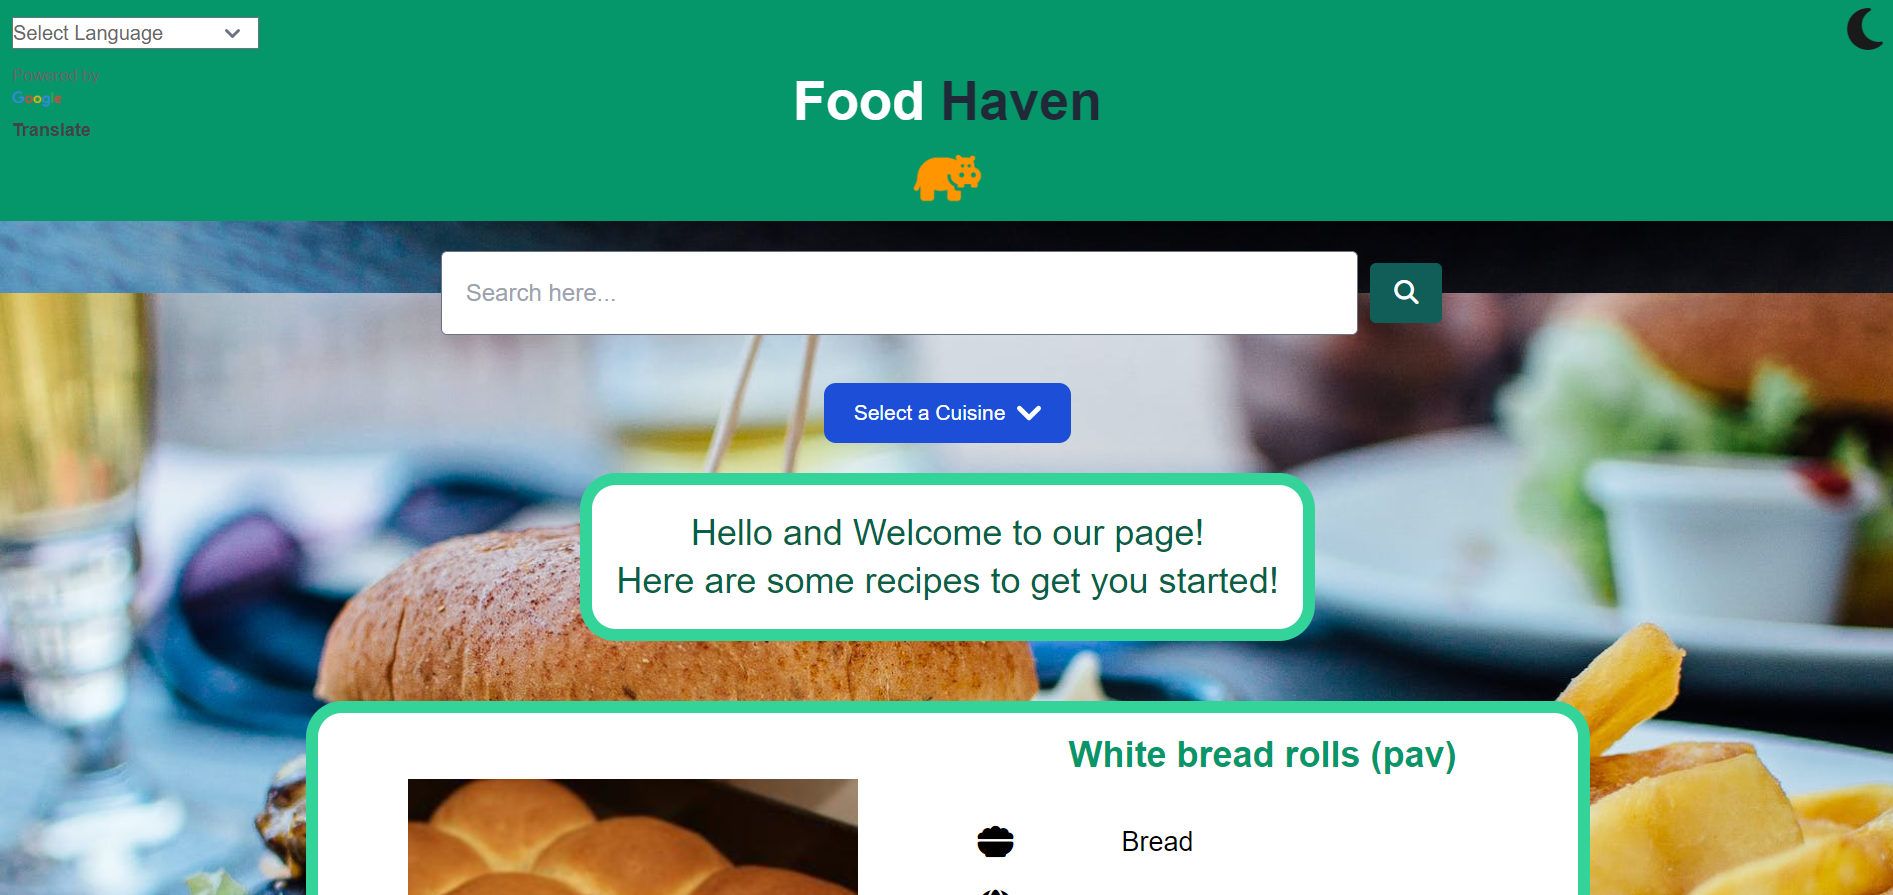 Select Language
Powered by
Google
Translate
Food Haven
Search here...
Select a Cuisine
Hello and Welcome to our page!
Here are some recipes to get you started!
White bread rolls (pav)
Bread